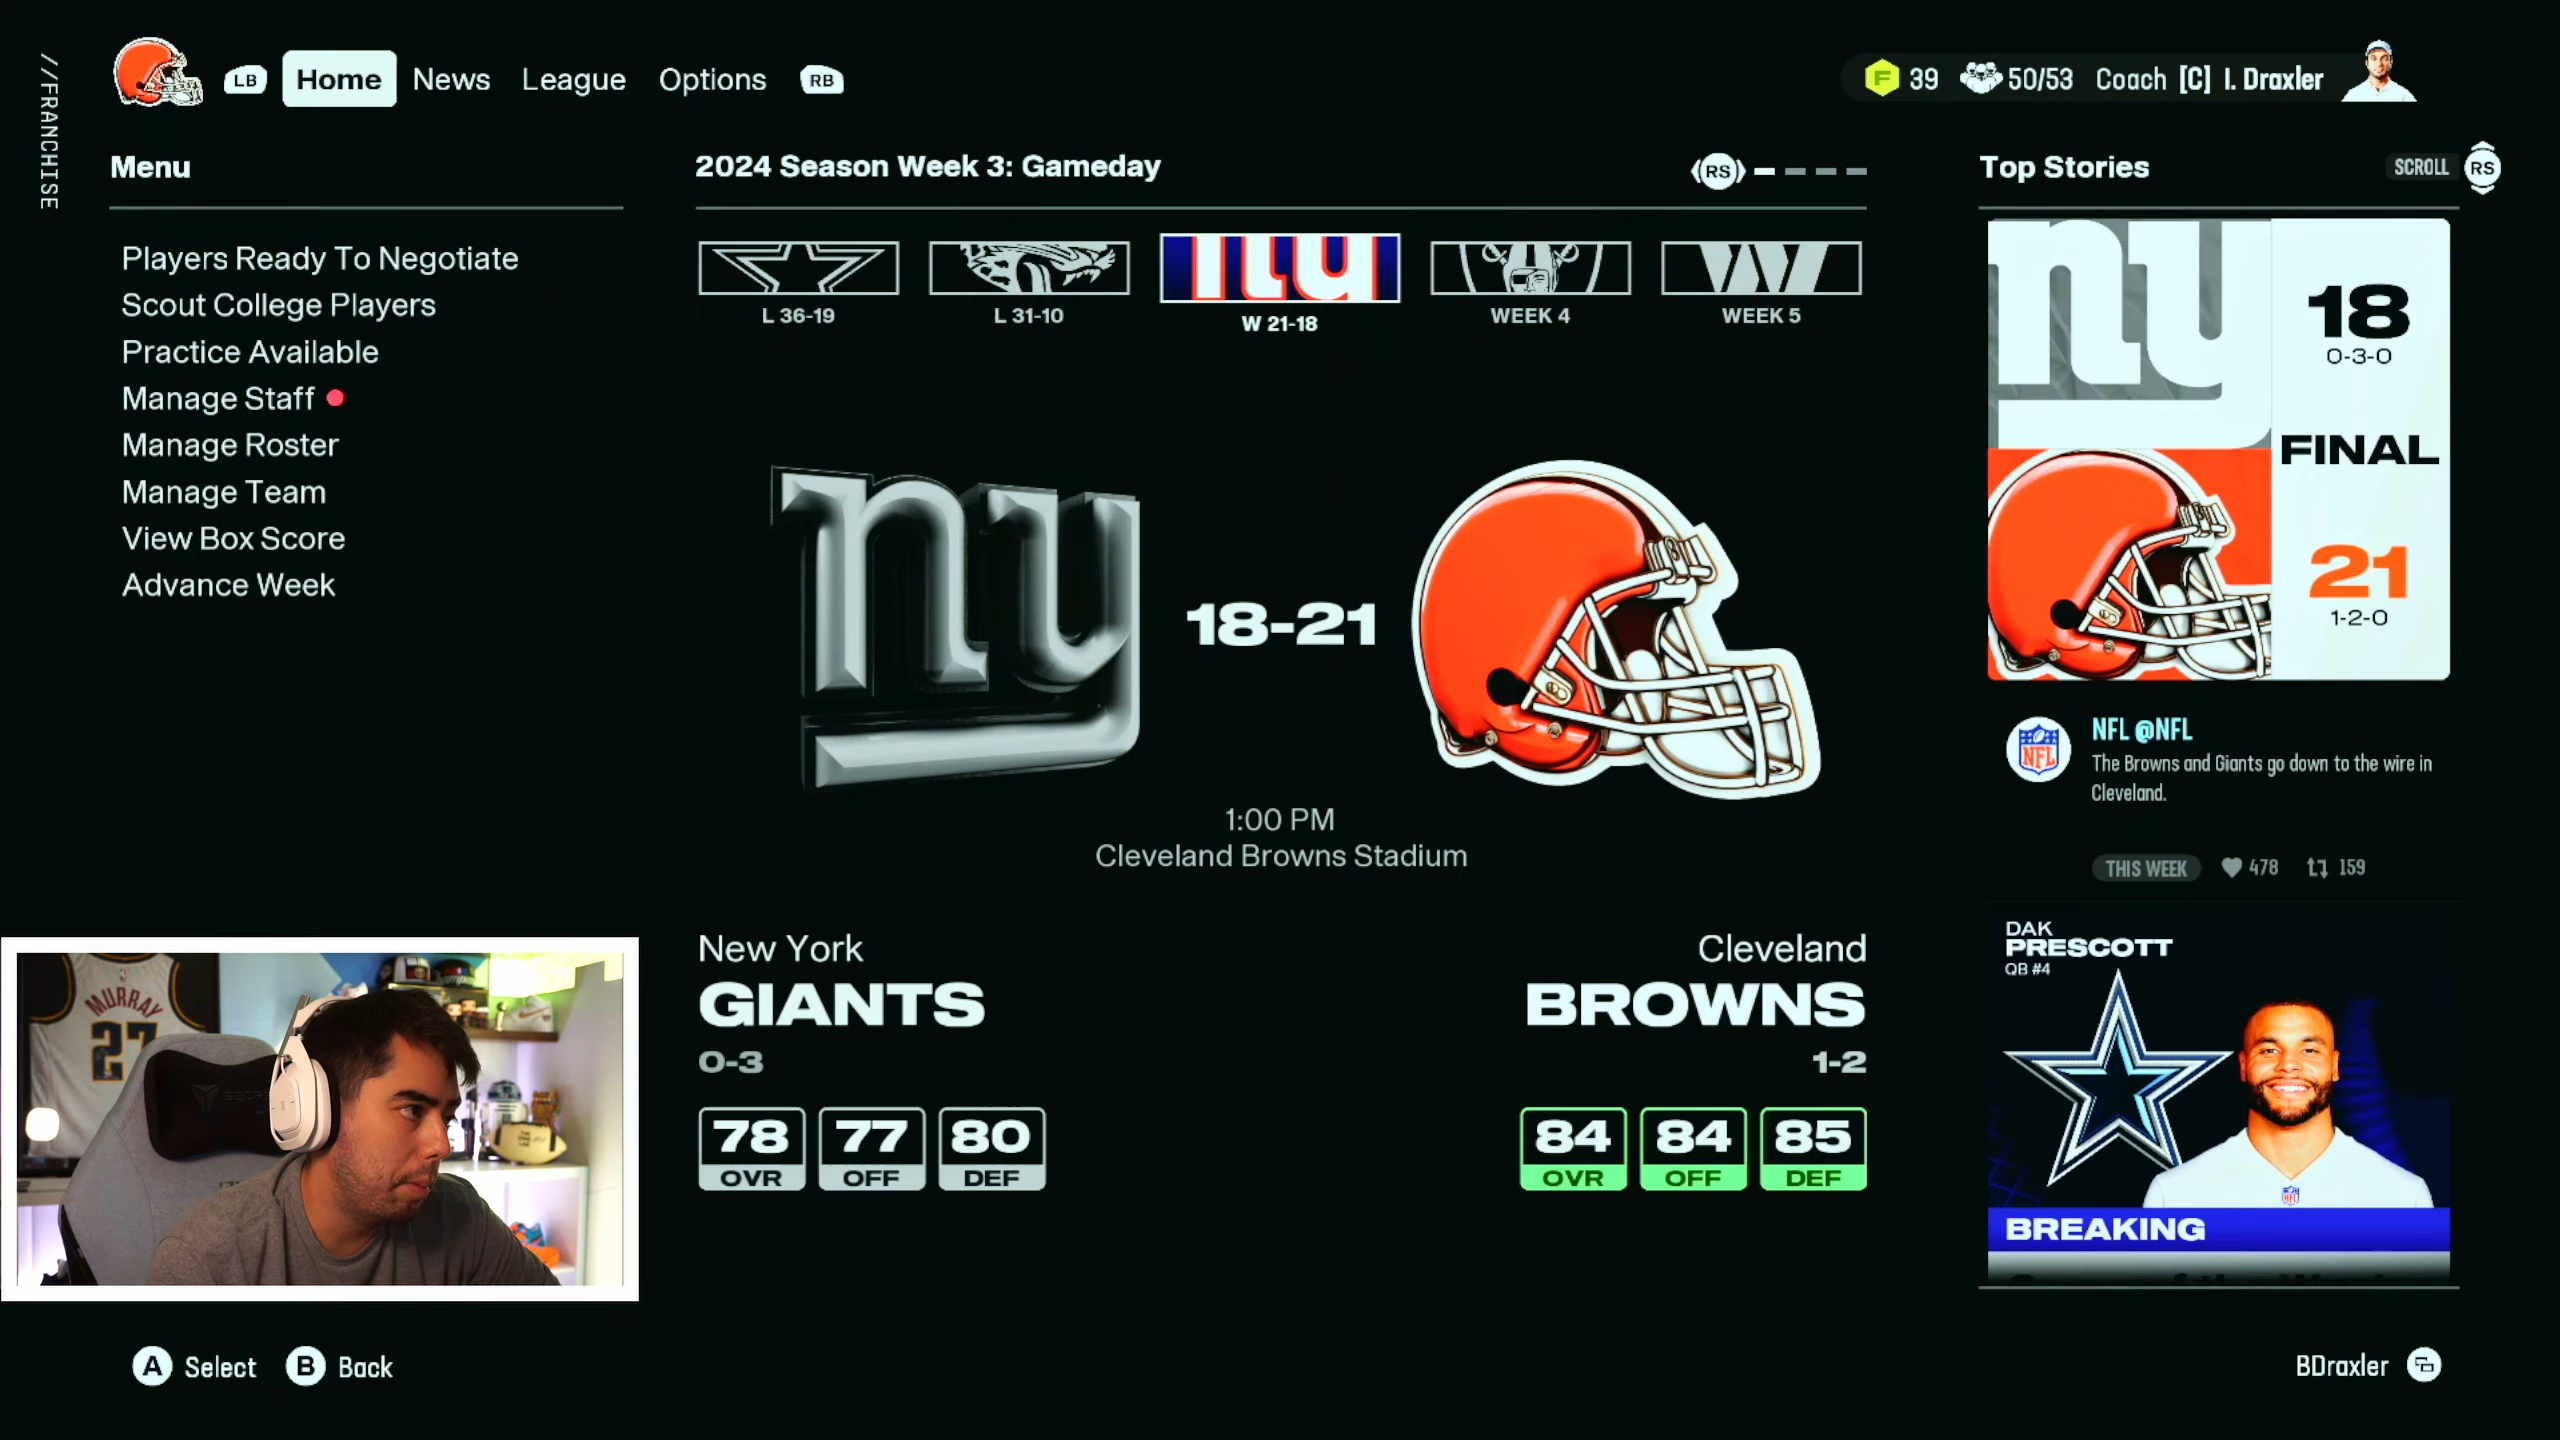 //FRANCHISE
LB Home News League Options RB
F 39 50/53 Coach [C] I. Draxler
Menu
Players Ready To Negotiate
Scout College Players
Practice Available
Manage Staff
Manage Roster
Manage Team
View Box Score
Advance Week
2024 Season Week 3: Gameday
RS
ny
L 36-19
L 31-10
W 21-18
WEEK 4
WEEK 5
ny
18-21
1:00 PM
Cleveland Browns Stadium
New York
GIANTS
0-3
78 77 80
OVR OFF DEF
Cleveland
BROWNS
1-2
84 84 85
OVR OFF DEF
Top Stories
SCROLL RS
ny
18
0-3-0
FINAL
21
1-2-0
NFL
NFL @NFL
The Browns and Giants go down to the wire in
Cleveland.
THIS WEEK 478 159
DAK
PRESCOTT
QB #4
BREAKING
MURRAY
27
A Select B Back
BDraxler